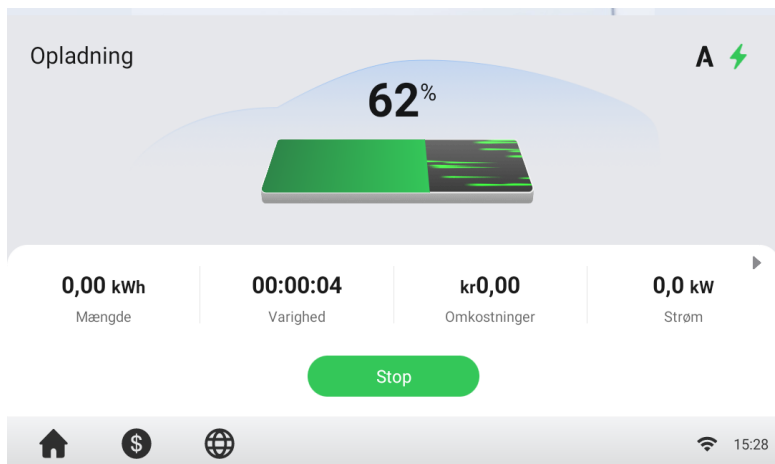 Opladning
A
62%
0,00 kWh
Mængde
00:00:04
Varighed
kr0,00
Omkostninger
0,0 kW
Strøm
Stop
$
15:28